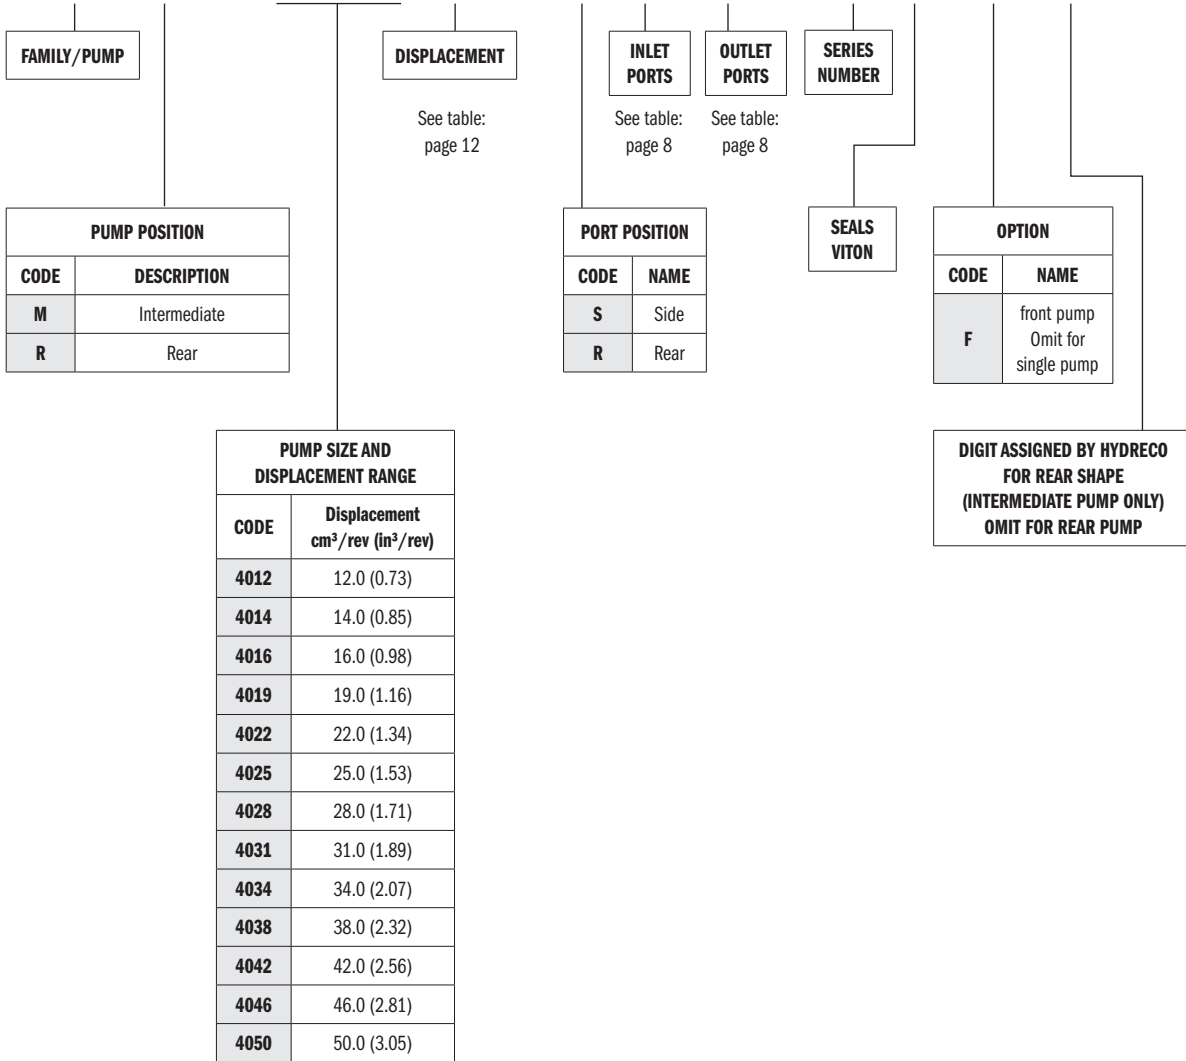 FAMILY/PUMP
DISPLACEMENT
See table:
page 12
INLET
PORTS
See table:
page 8
OUTLET
PORTS
See table:
page 8
SERIES
NUMBER
PUMP POSITION
CODE DESCRIPTION
M Intermediate
R Rear
PORT POSITION
CODE NAME
S Side
R Rear
SEALS
VITON
OPTION
CODE NAME
F front pump
Omit for
single pump
PUMP SIZE AND
DISPLACEMENT RANGE
CODE Displacement
cm³/rev (in³/rev)
4012 12.0 (0.73)
4014 14.0 (0.85)
4016 16.0 (0.98)
4019 19.0 (1.16)
4022 22.0 (1.34)
4025 25.0 (1.53)
4028 28.0 (1.71)
4031 31.0 (1.89)
4034 34.0 (2.07)
4038 38.0 (2.32)
4042 42.0 (2.56)
4046 46.0 (2.81)
4050 50.0 (3.05)
DIGIT ASSIGNED BY HYDRECO
FOR REAR SHAPE
(INTERMEDIATE PUMP ONLY)
OMIT FOR REAR PUMP